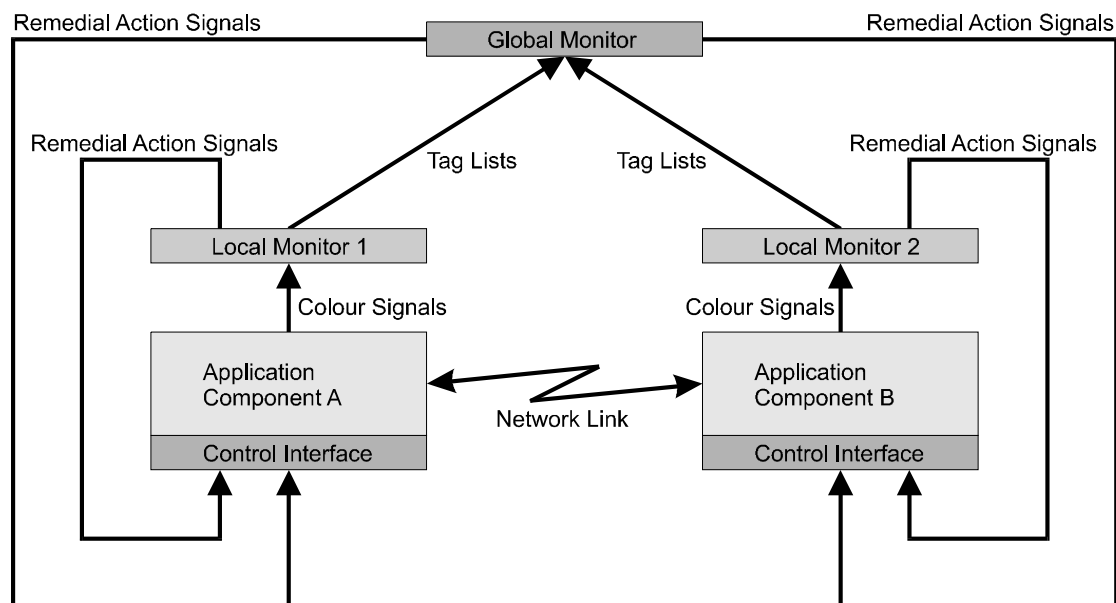 Remedial Action Signals
Remedial Action Signals
Global Monitor
Remedial Action Signals
Remedial Action Signals
Tag Lists
Tag Lists
Local Monitor 1
Local Monitor 2
Colour Signals
Colour Signals
Application
Component A
Application
Component B
Network Link
Control Interface
Control Interface